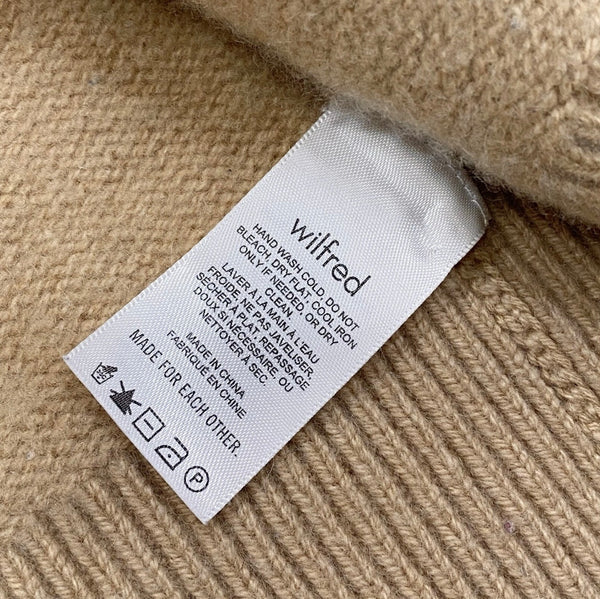 wilfred
HAND WASH COLD. DO NOT
BLEACH. DRY FLAT. COOL IRON
ONLY IF NEEDED. OR DRY
CLEAN.
LAVER À LA MAIN À L'EAU
FROIDE, NE PAS JAVELISER.
SÉCHER À PLAT. REPASSAGE
DOUX SI NÉCESSAIRE. OU
NETTOYER À SEC.
MADE IN CHINA
FABRIQUÉ EN CHINE
MADE FOR EACH OTHER.
P